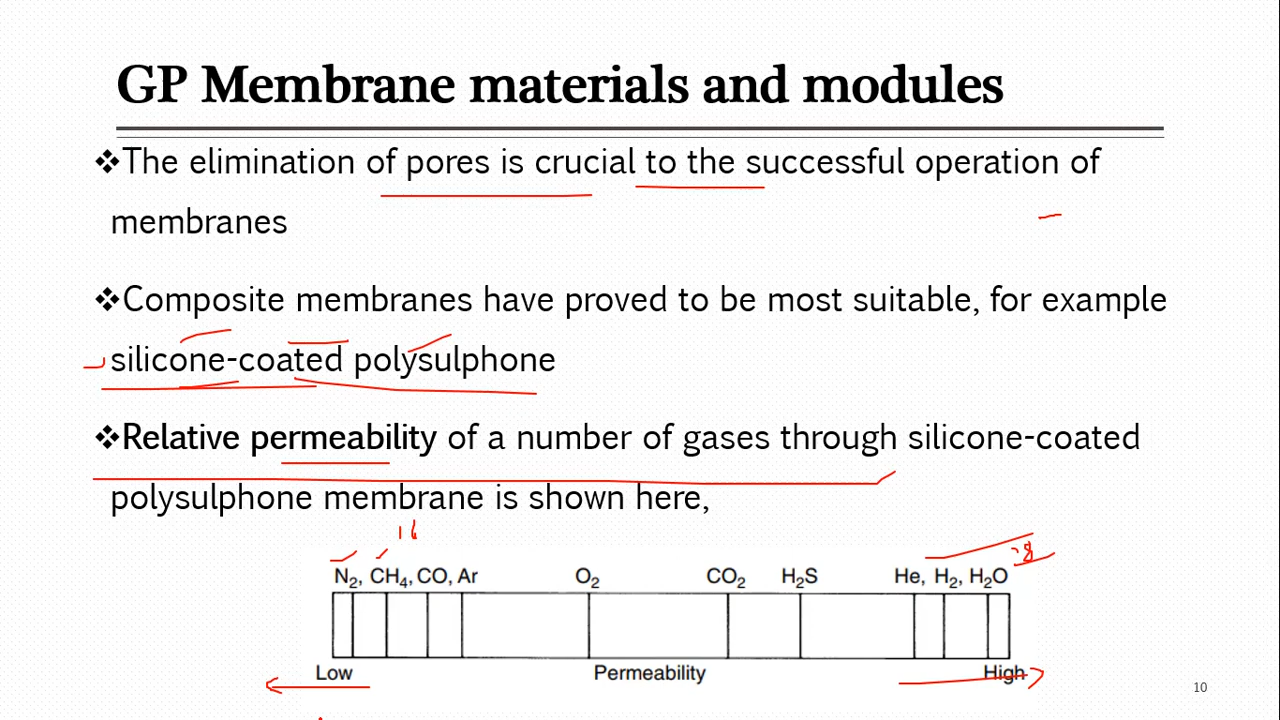 GP Membrane materials and modules
❖The elimination of pores is crucial to the successful operation of
membranes
❖Composite membranes have proved to be most suitable, for example
silicone-coated polysulphone
❖Relative permeability of a number of gases through silicone-coated
polysulphone membrane is shown here,
16
N₂, CH₄, CO, Ar O₂ CO₂ H₂S He, H₂, H₂O
Low Permeability High
10